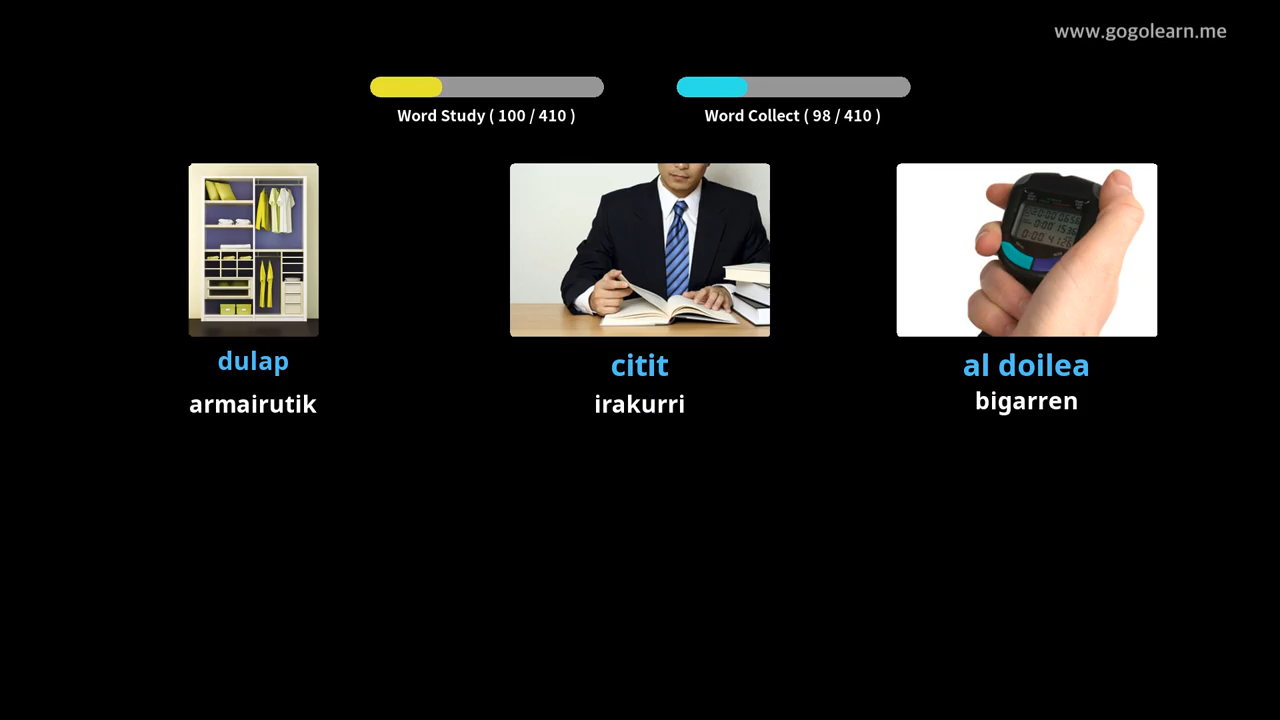 www.gogolearn.me
Word Study ( 100 / 410 )
Word Collect ( 98 / 410 )
dulap
armairutik
citit
irakurri
al doilea
bigarren